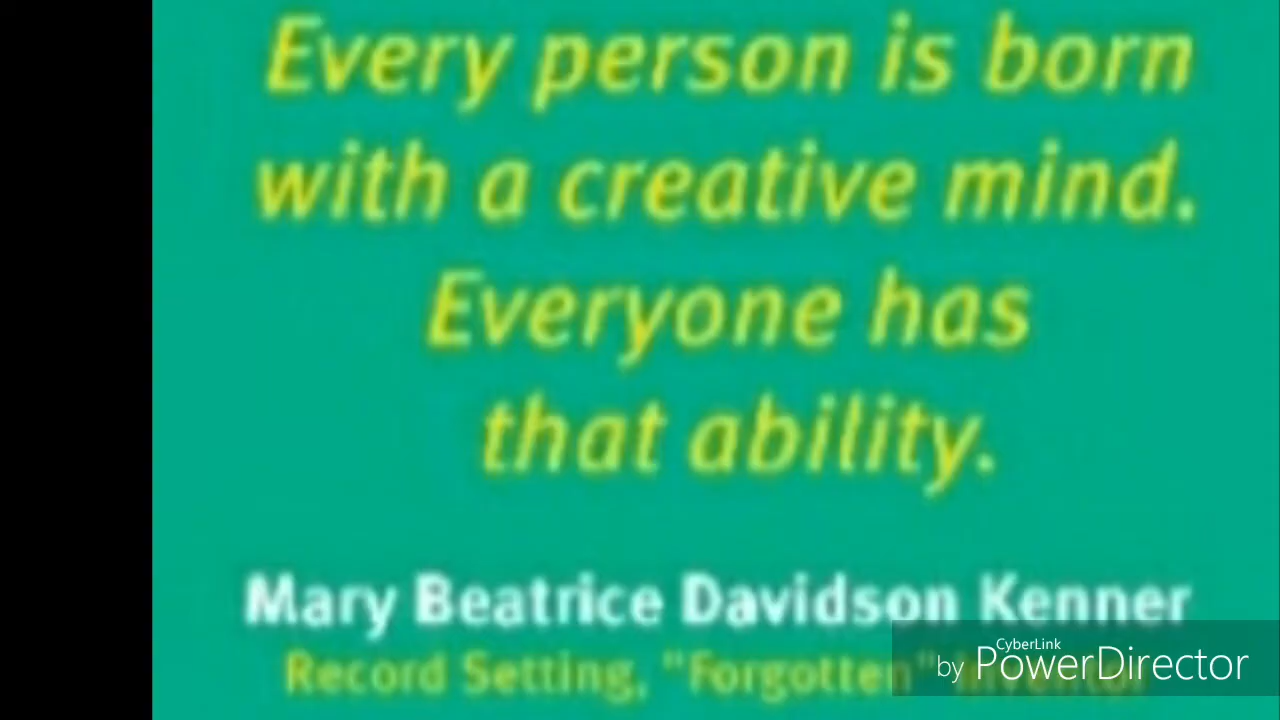 Every person is born
with a creative mind.
Everyone has
that ability.
Mary Beatrice Davidson Kenner
Record Setting, "Forgotten" Inventor
CyberLink
by PowerDirector